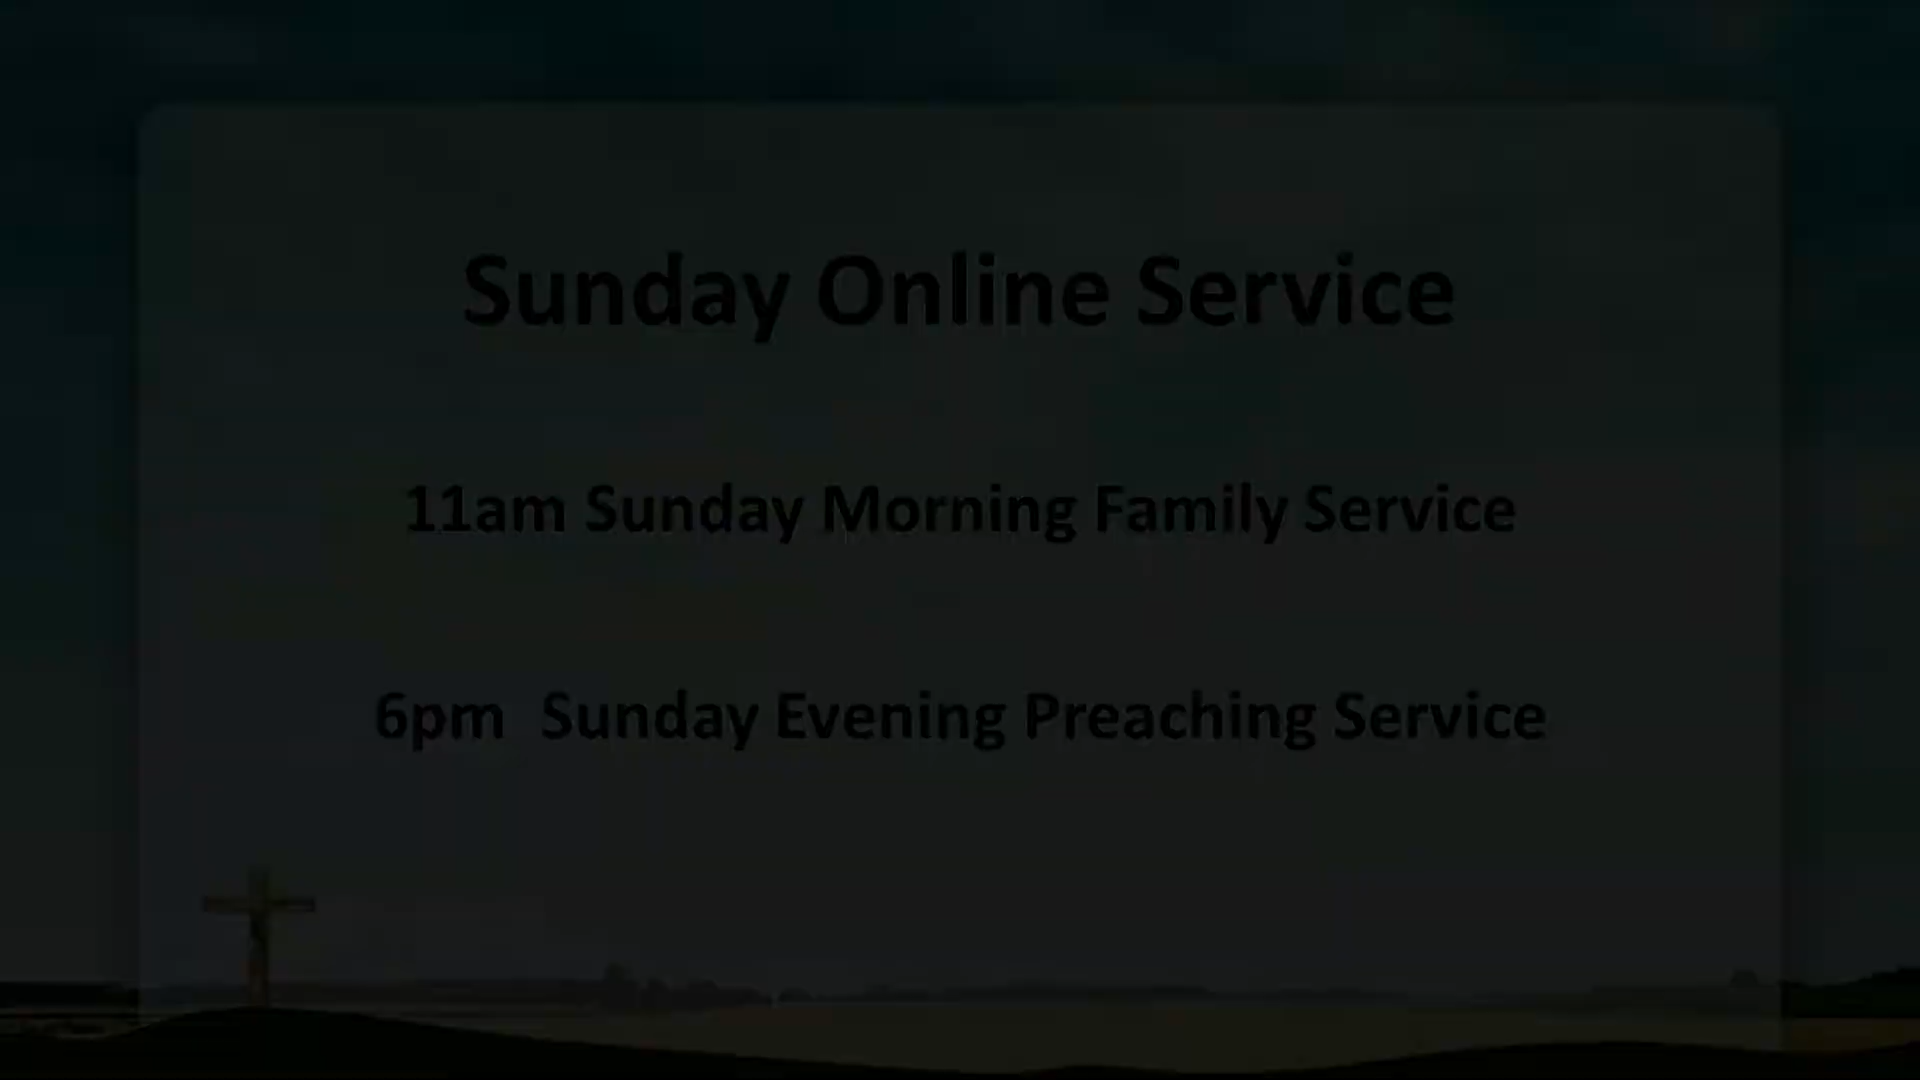 Sunday Online Service
11am Sunday Morning Family Service
6pm  Sunday Evening Preaching Service